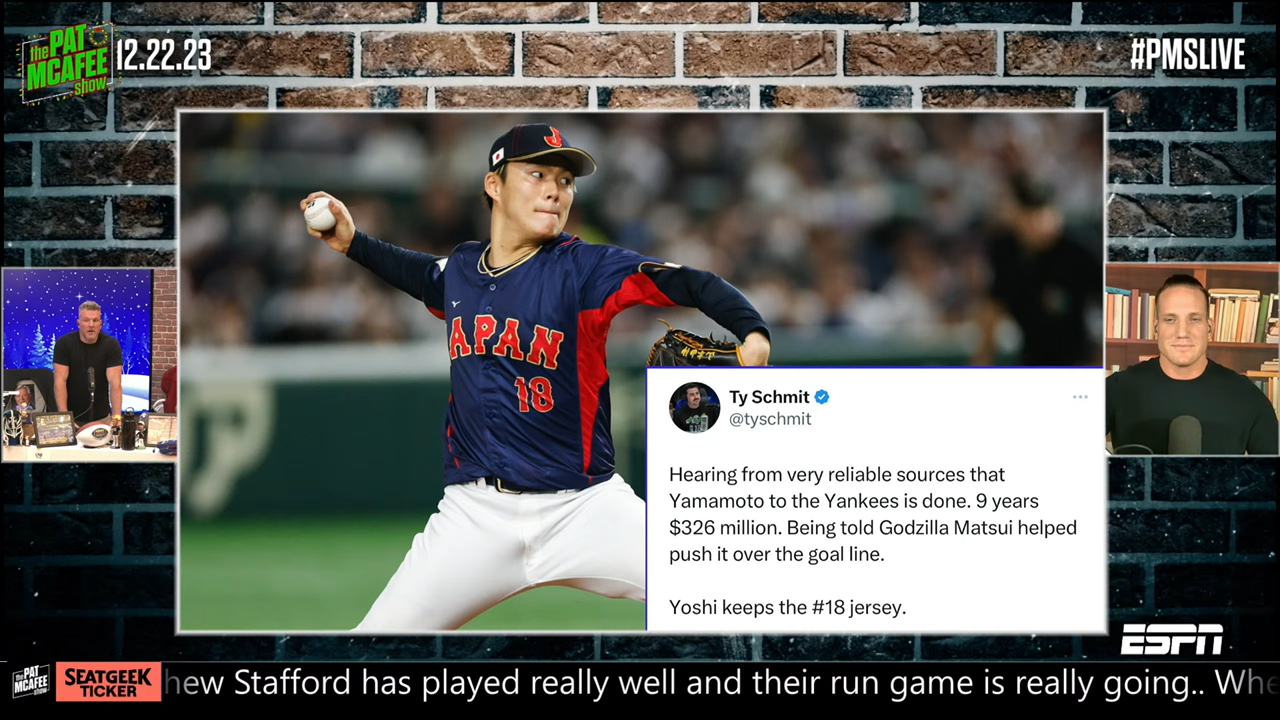 the
PAT
MCAFEE
show
12.22.23
#PMSLIVE
JAPAN
18
Ty Schmit
@tyschmit
Hearing from very reliable sources that
Yamamoto to the Yankees is done. 9 years
$326 million. Being told Godzilla Matsui helped
push it over the goal line.
Yoshi keeps the #18 jersey.
ESPN
the
PAT
MCAFEE
show
SEATGEEK
TICKER
hew Stafford has played really well and their run game is really going.. Whe